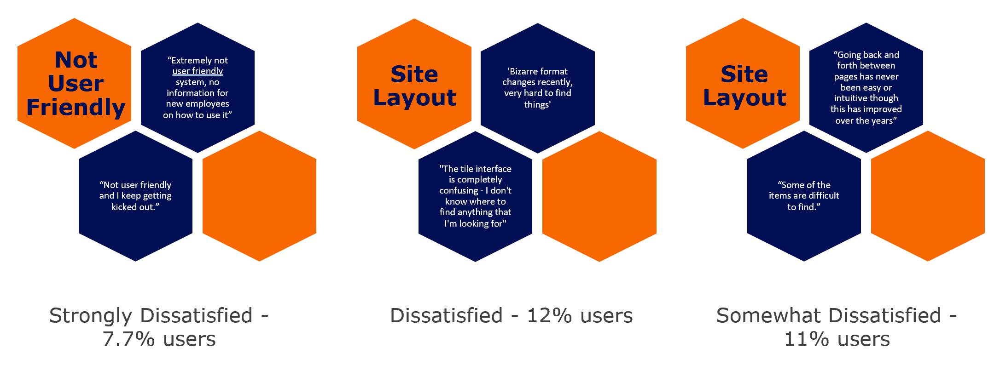 Not
User
Friendly
“Extremely not
user friendly
system, no
information for
new employees
on how to use it”
“Not user friendly
and I keep getting
kicked out.”
Strongly Dissatisfied -
7.7% users
Site
Layout
'Bizarre format
changes recently,
very hard to find
things'
"The tile interface
is completely
confusing - I don't
know where to
find anything that
I'm looking for"
Dissatisfied - 12% users
Site
Layout
“Going back and
forth between
pages has never
been easy or
intuitive though
this has improved
over the years”
“Some of the
items are difficult
to find.”
Somewhat Dissatisfied -
11% users